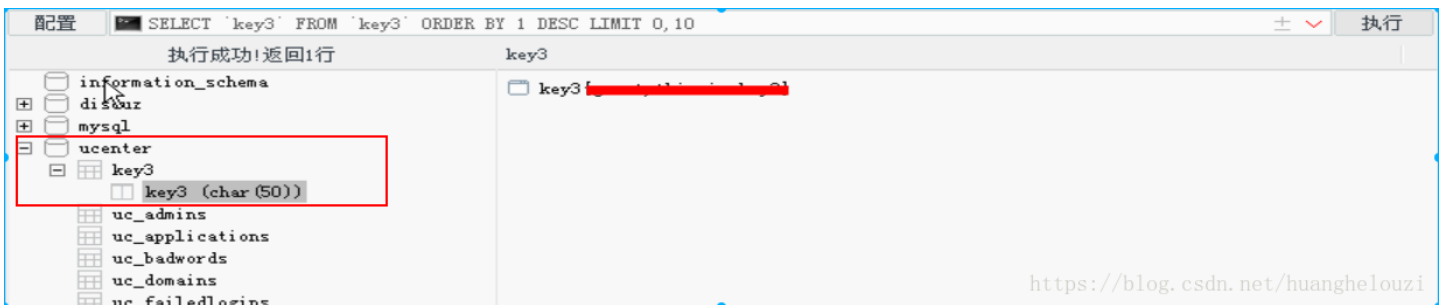 配置 SELECT `key3` FROM `key3` ORDER BY 1 DESC LIMIT 0,10 执行
执行成功!返回1行 key3
information_schema
key3
discuz
mysql
ucenter
key3
key3 (char(50))
uc_admins
uc_applications
uc_badwords
uc_domains
https://blog.csdn.net/huanghelouzi
uc_failedlogins